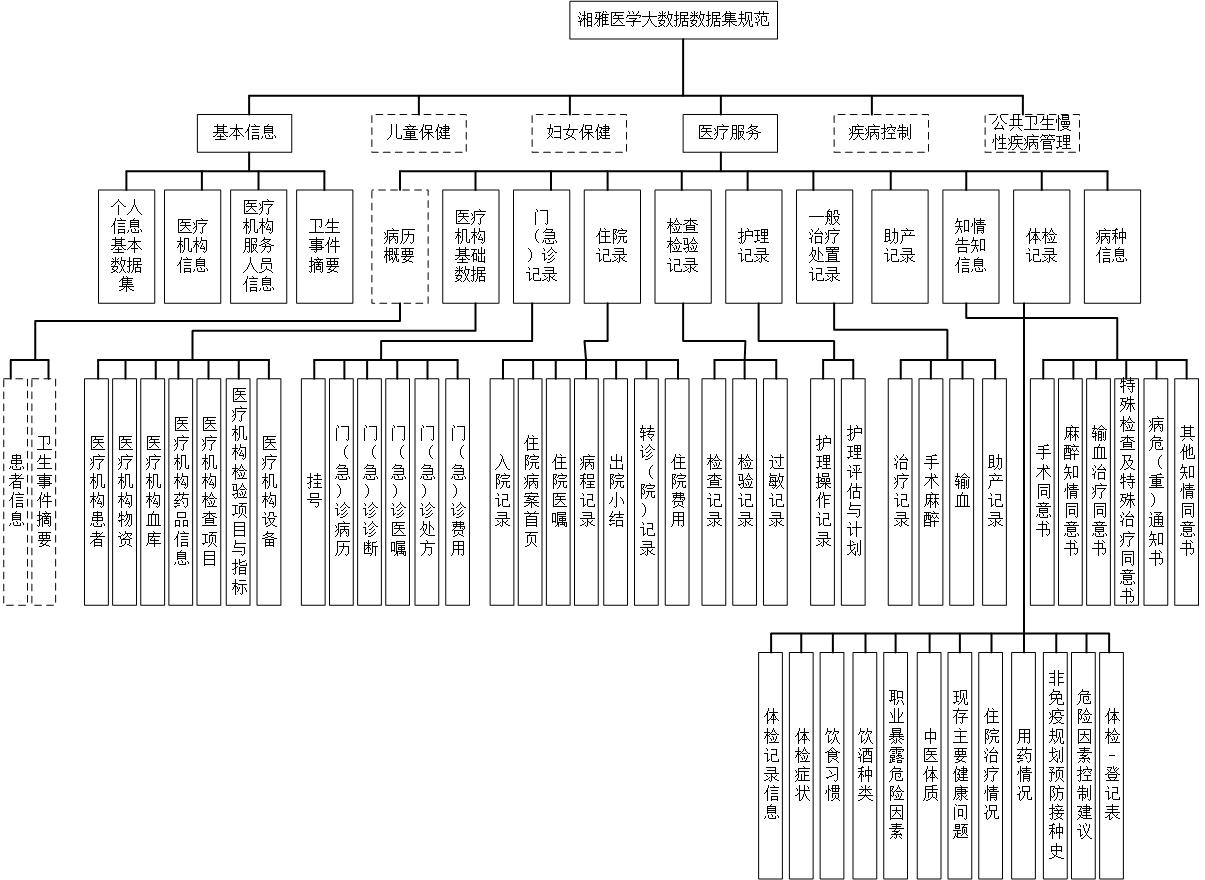 湘雅医学大数据数据集规范
基本信息
儿童保健
妇女保健
医疗服务
疾病控制
公共卫生慢
性疾病管理
个人
信息
基本
数据
集
医疗
机构
信息
医疗
机构
服务
人员
信息
卫生
事件
摘要
病历
概要
医疗
机构
基础
数据
门
（急
）诊
记录
住院
记录
检查
检验
记录
护理
记录
一般
治疗
处置
记录
助产
记录
知情
告知
信息
体检
记录
病种
信息
患者信息
卫生事件摘要
医疗机构患者
医疗机构物资
医疗机构血库
医疗机构药品信息
医疗机构检查项目
医疗机构检验项目与指标
医疗机构设备
挂号
门（急）诊病历
门（急）诊诊断
门（急）诊医嘱
门（急）诊处方
门（急）诊费用
入院记录
住院病案首页
住院医嘱
病程记录
出院小结
转诊（院）记录
住院费用
检查记录
检验记录
过敏记录
护理操作记录
护理评估与计划
治疗记录
手术麻醉
输血
助产记录
手术同意书
麻醉知情同意书
输血治疗同意书
特殊检查及特殊治疗同意书
病危（重）通知书
其他知情同意书
体检记录信息
体检症状
饮食习惯
饮酒种类
职业暴露危险因素
中医体质
现存主要健康问题
住院治疗情况
用药情况
非免疫规划预防接种史
危险因素控制建议
体检-登记表